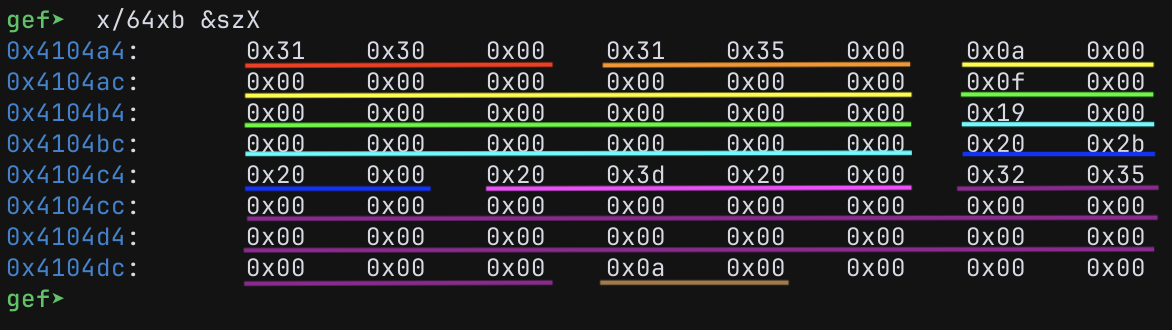 gef➤ x/64xb &szX
0x4104a4: 0x31 0x30 0x00 0x31 0x35 0x00 0x0a 0x00
0x4104ac: 0x00 0x00 0x00 0x00 0x00 0x00 0x0f 0x00
0x4104b4: 0x00 0x00 0x00 0x00 0x00 0x00 0x19 0x00
0x4104bc: 0x00 0x00 0x00 0x00 0x00 0x00 0x20 0x2b
0x4104c4: 0x20 0x00 0x20 0x3d 0x20 0x00 0x32 0x35
0x4104cc: 0x00 0x00 0x00 0x00 0x00 0x00 0x00 0x00
0x4104d4: 0x00 0x00 0x00 0x00 0x00 0x00 0x00 0x00
0x4104dc: 0x00 0x00 0x00 0x0a 0x00 0x00 0x00 0x00
gef➤